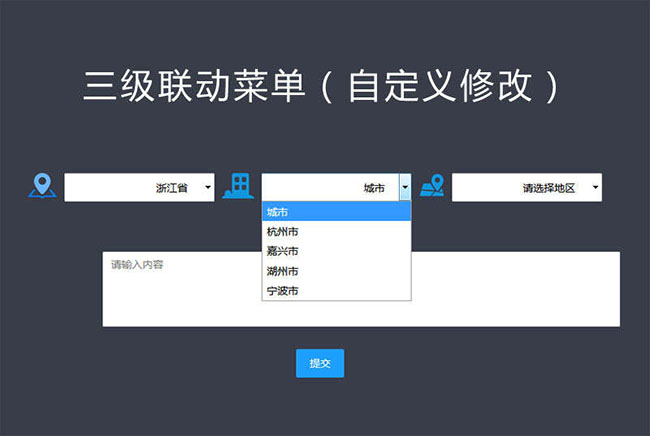 三级联动菜单（自定义修改）
浙江省 城市 请选择地区
城市
杭州市
嘉兴市
湖州市
宁波市
请输入内容
提交